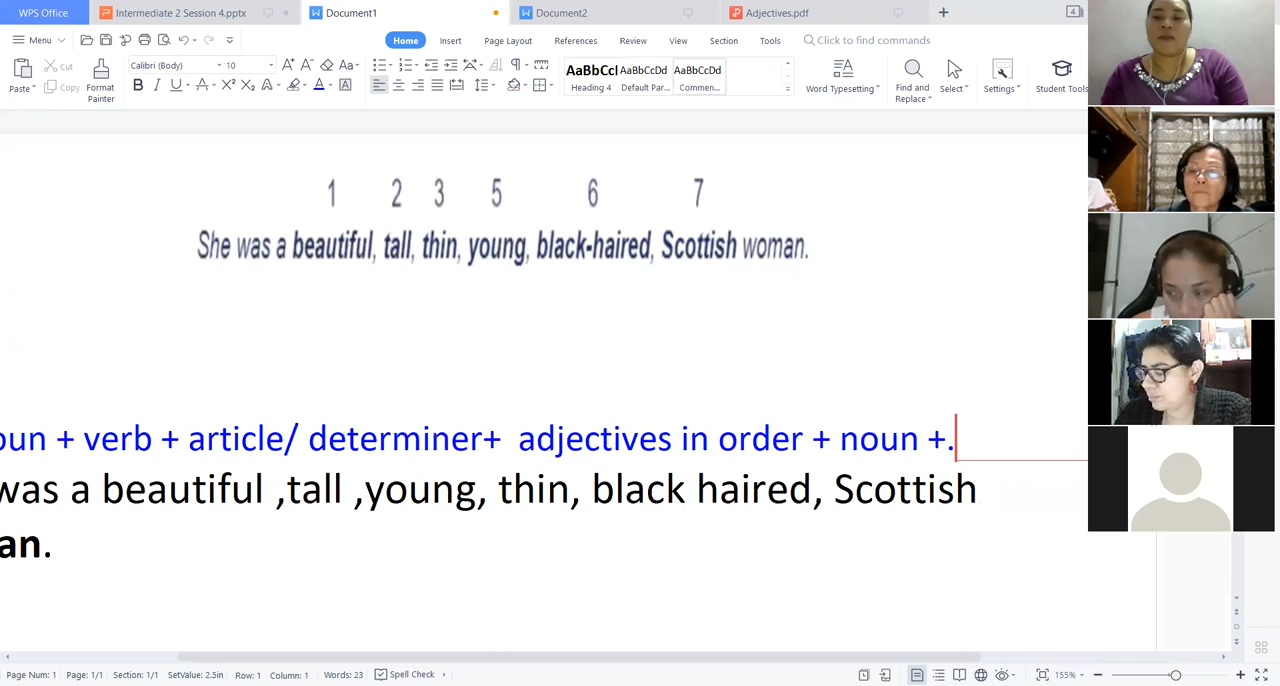 WPS Office Intermediate 2 Session 4.pptx Document1 Document2 Adjectives.pdf + 4
Menu Home Insert Page Layout References Review View Section Tools Click to find commands
Paste Cut Copy Format Painter Calibri (Body) 10 AaBbCcl AaBbCcDd AaBbCcDd Heading 4 Default Par... Commen... Word Typesetting Find and Replace Select Settings Student Tools
1 2 3 5 6 7
She was a beautiful, tall, thin, young, black-haired, Scottish woman.
oun + verb + article/ determiner+ adjectives in order + noun +.
was a beautiful ,tall ,young, thin, black haired, Scottish
an.
Page Num: 1 Page: 1/1 Section: 1/1 SetValue: 2.5in Row: 1 Column: 1 Words: 23 Spell Check 155% - +